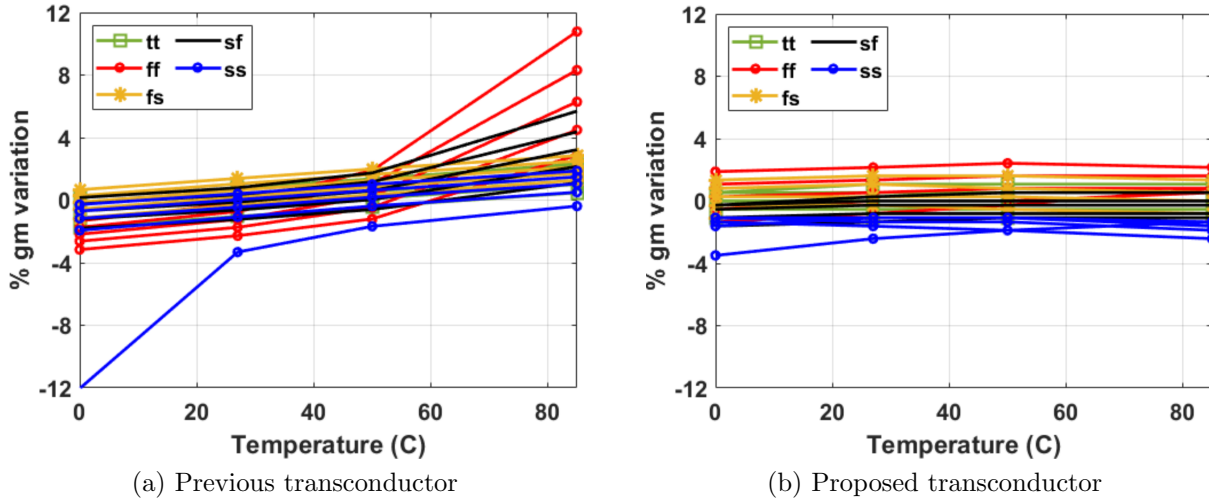 12
8
4
0
-4
-8
-12
% gm variation
tt
sf
ff
ss
fs
0
20
40
60
80
Temperature (C)
(a) Previous transconductor
12
8
4
0
-4
-8
-12
% gm variation
tt
sf
ff
ss
fs
0
20
40
60
80
Temperature (C)
(b) Proposed transconductor